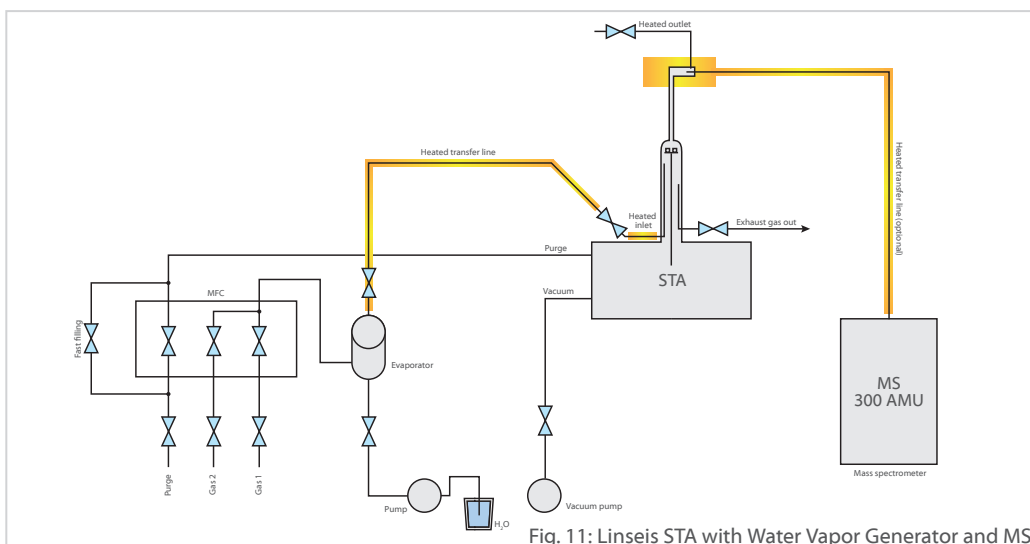 Heated outlet
Heated transfer line
Heated
inlet
Exhaust gas out
Heated transfer line (optional)
Purge
STA
Vacuum
MFC
Fast filling
Evaporator
MS
300 AMU
Mass spectrometer
Purge
Gas 2
Gas 1
Pump
H₂O
Vacuum pump
Fig. 11: Linseis STA with Water Vapor Generator and MS